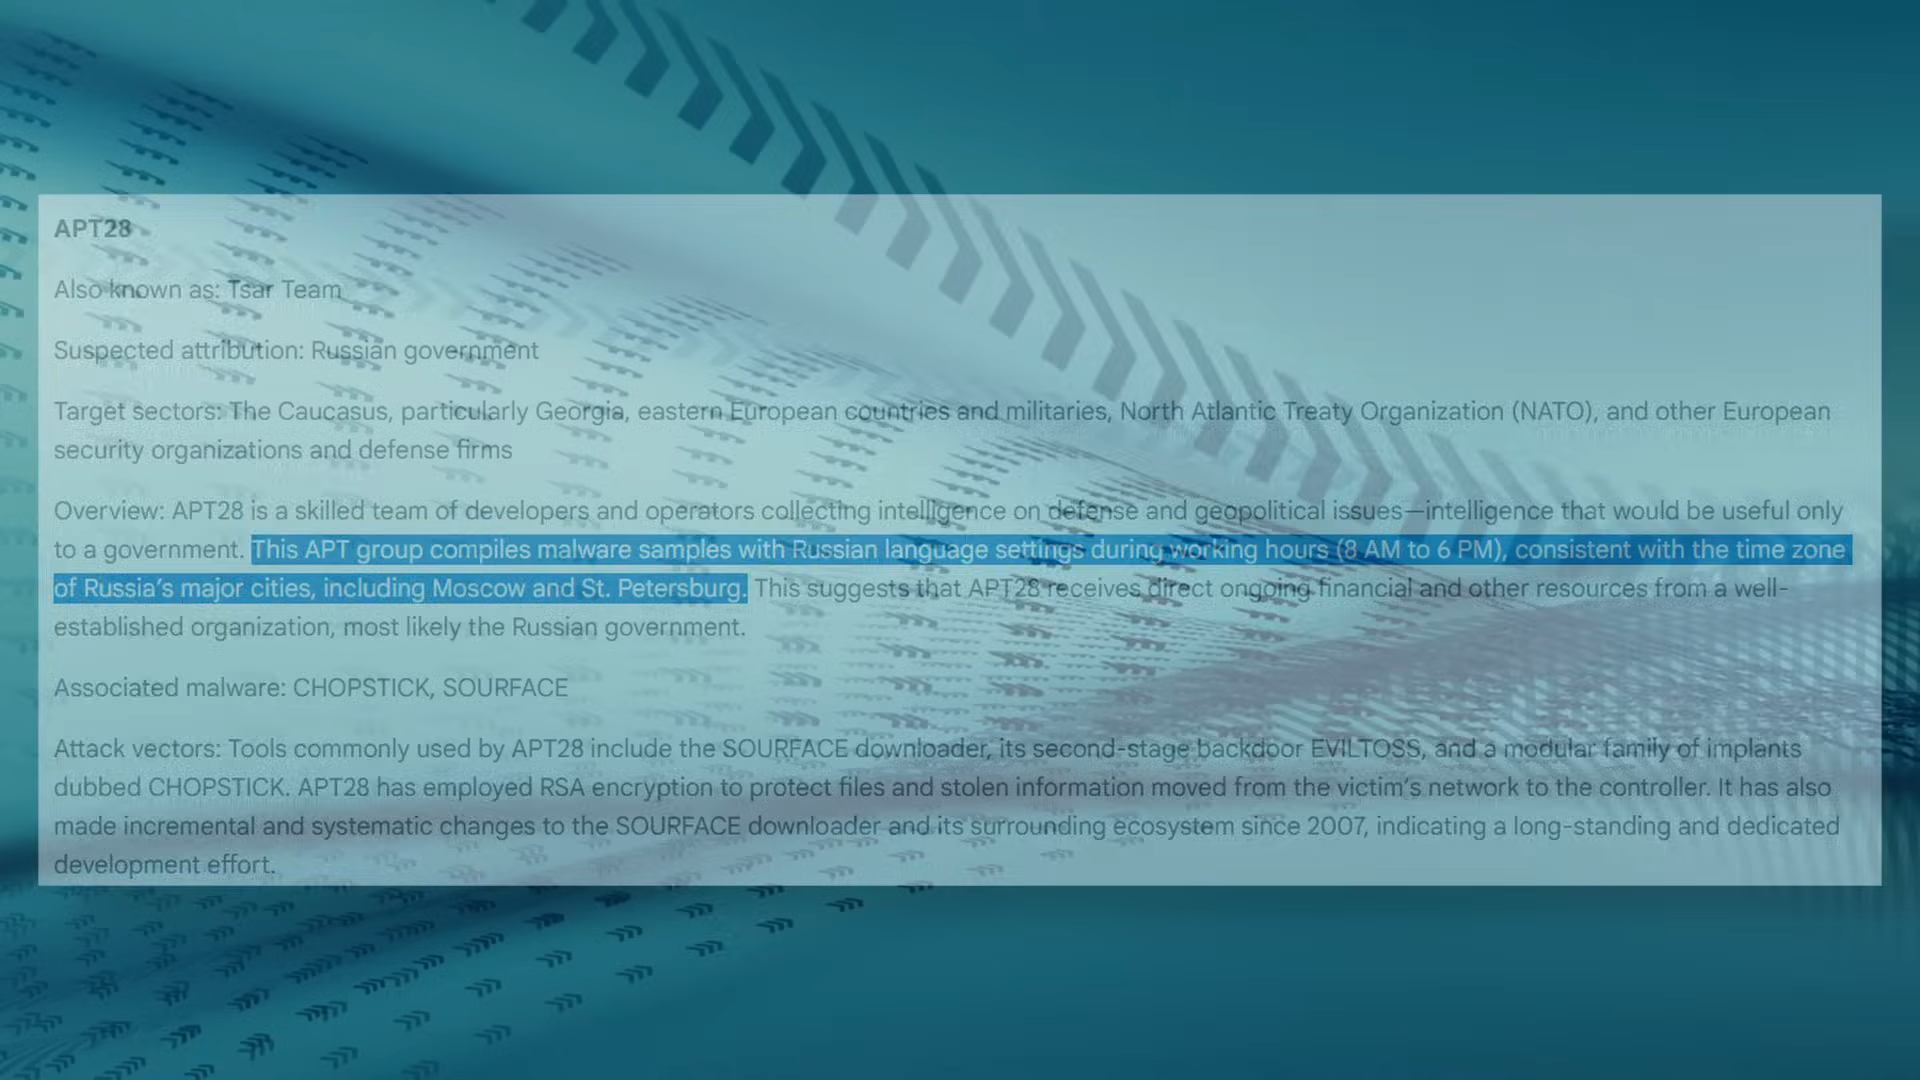 APT28
Also known as: Tsar Team
Suspected attribution: Russian government
Target sectors: The Caucasus, particularly Georgia, eastern European countries and militaries, North Atlantic Treaty Organization (NATO), and other European
security organizations and defense firms
Overview: APT28 is a skilled team of developers and operators collecting intelligence on defense and geopolitical issues—intelligence that would be useful only
to a government. This APT group compiles malware samples with Russian language settings during working hours (8 AM to 6 PM), consistent with the time zone
of Russia’s major cities, including Moscow and St. Petersburg. This suggests that APT28 receives direct ongoing financial and other resources from a well-
established organization, most likely the Russian government.
Associated malware: CHOPSTICK, SOURFACE
Attack vectors: Tools commonly used by APT28 include the SOURFACE downloader, its second-stage backdoor EVILTOSS, and a modular family of implants
dubbed CHOPSTICK. APT28 has employed RSA encryption to protect files and stolen information moved from the victim’s network to the controller. It has also
made incremental and systematic changes to the SOURFACE downloader and its surrounding ecosystem since 2007, indicating a long-standing and dedicated
development effort.